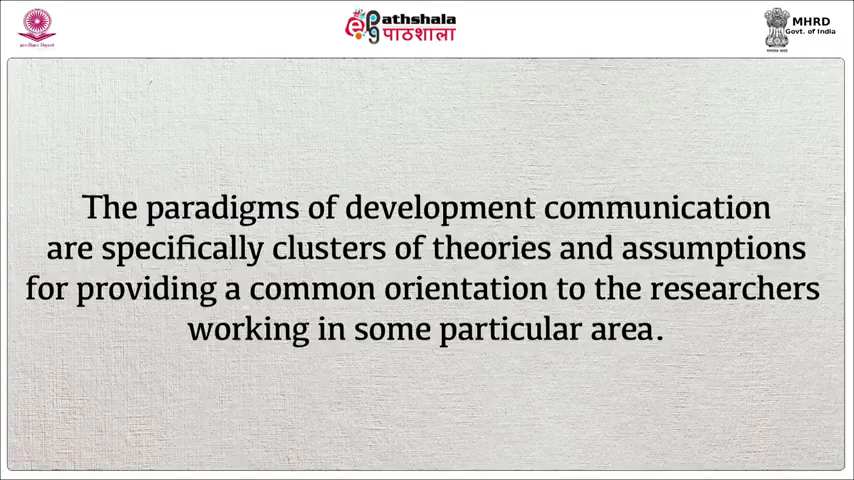 Pathshala
पाठशाला
MHRD
Govt. of India
The paradigms of development communication
are specifically clusters of theories and assumptions
for providing a common orientation to the researchers
working in some particular area.